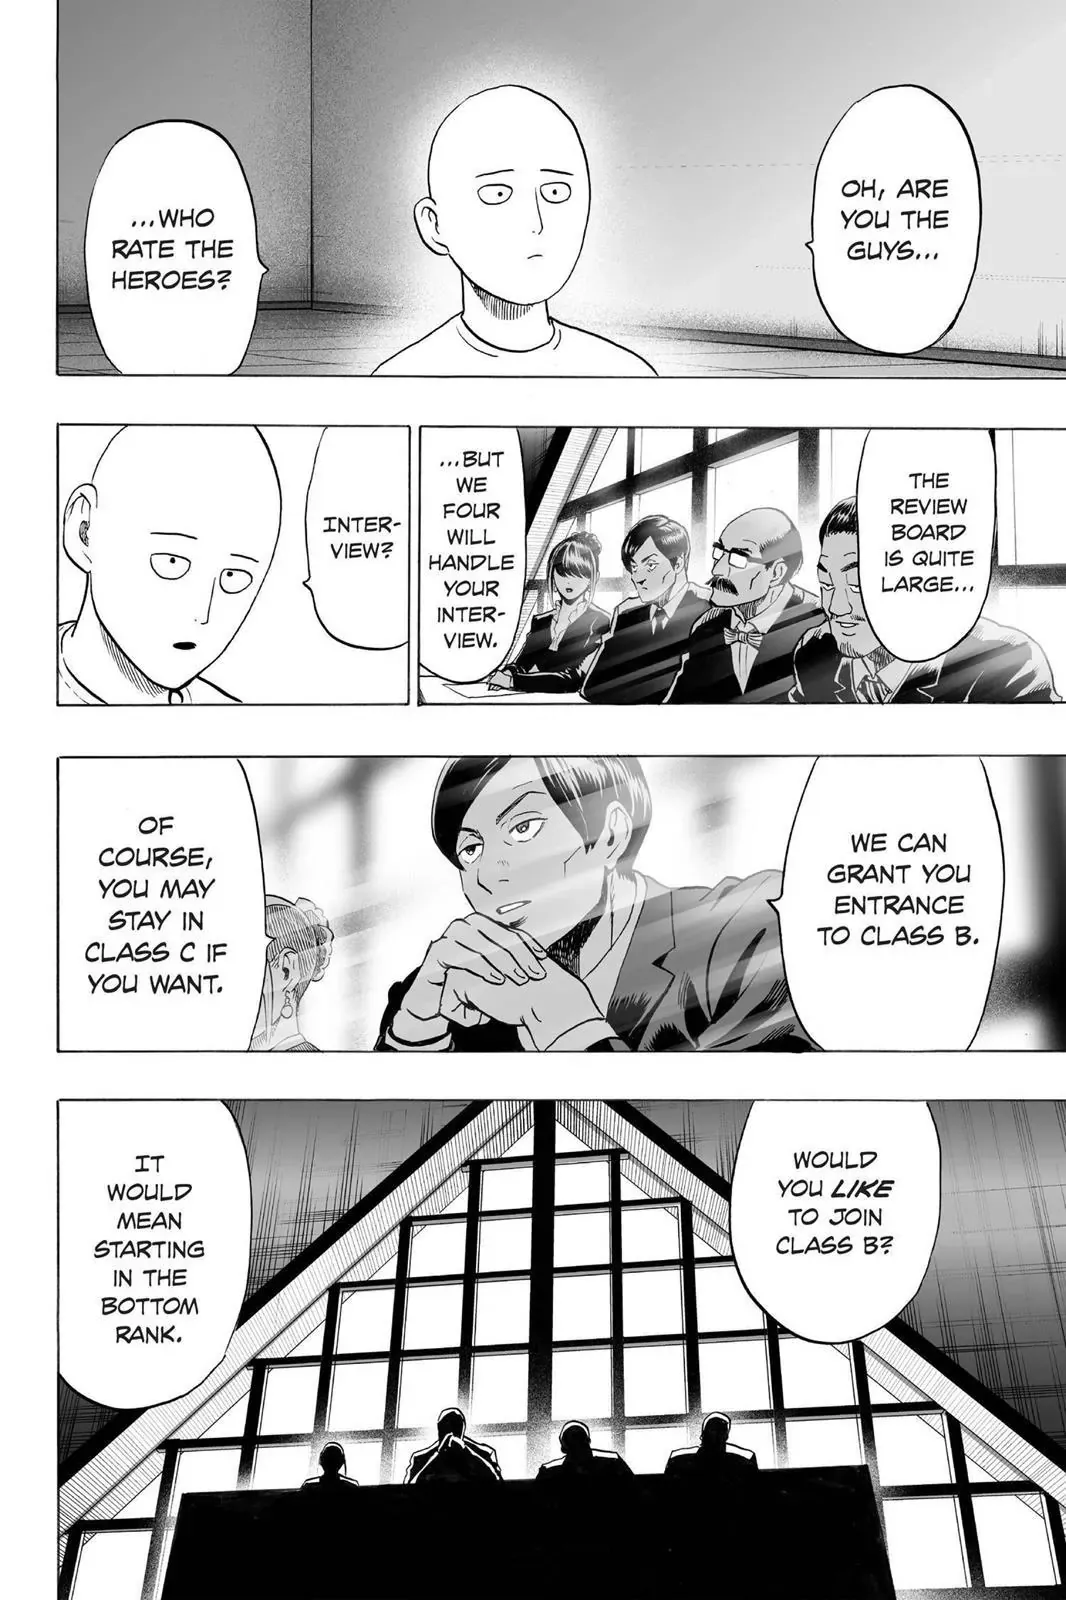 OH, ARE
YOU THE
GUYS...
...WHO
RATE THE
HEROES?
THE
REVIEW
BOARD
IS QUITE
LARGE...
...BUT
WE
FOUR
WILL
HANDLE
YOUR
INTER-
VIEW.
INTER-
VIEW?
WE CAN
GRANT YOU
ENTRANCE
TO CLASS B.
OF
COURSE,
YOU MAY
STAY IN
CLASS C IF
YOU WANT.
WOULD
YOU LIKE
TO JOIN
CLASS B?
IT
WOULD
MEAN
STARTING
IN THE
BOTTOM
RANK.